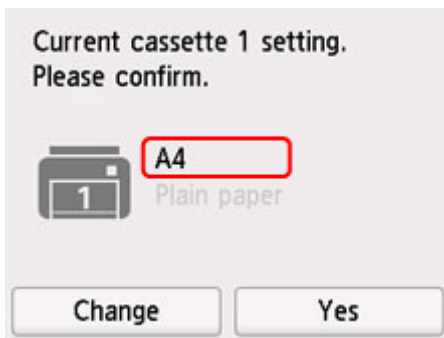 Current cassette 1 setting.
Please confirm.
A4
1
Plain paper
Change
Yes